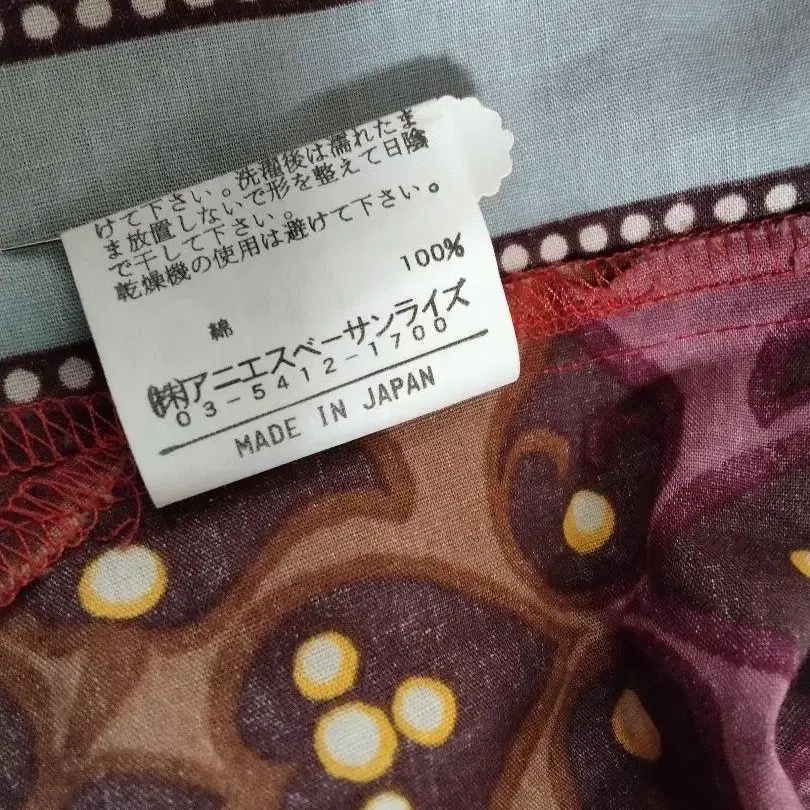 けて下さい。洗濯後は濡れたま
ま放置しないで形を整えて日陰
で干して下さい。
乾燥機の使用は避けて下さい。
100%
綿
㈱アニエスベーサンライズ
03-5412-1700
MADE IN JAPAN